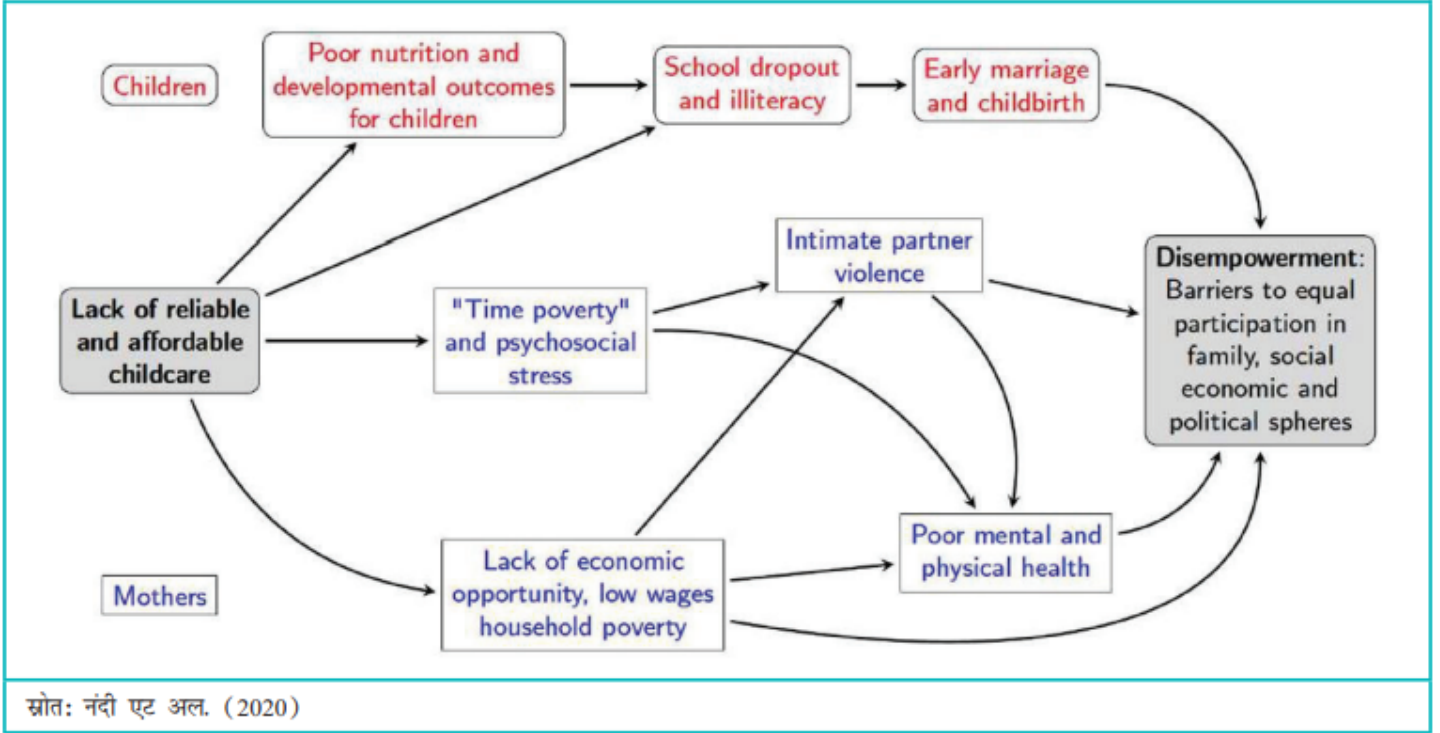 Children
Poor nutrition and
developmental outcomes
for children
School dropout
and illiteracy
Early marriage
and childbirth
Intimate partner
violence
Disempowerment:
Barriers to equal
participation in
family, social
economic and
political spheres
Lack of reliable
and affordable
childcare
"Time poverty"
and psychosocial
stress
Poor mental and
physical health
Lack of economic
opportunity, low wages
household poverty
Mothers
स्रोत: नंदी एट अल. (2020)